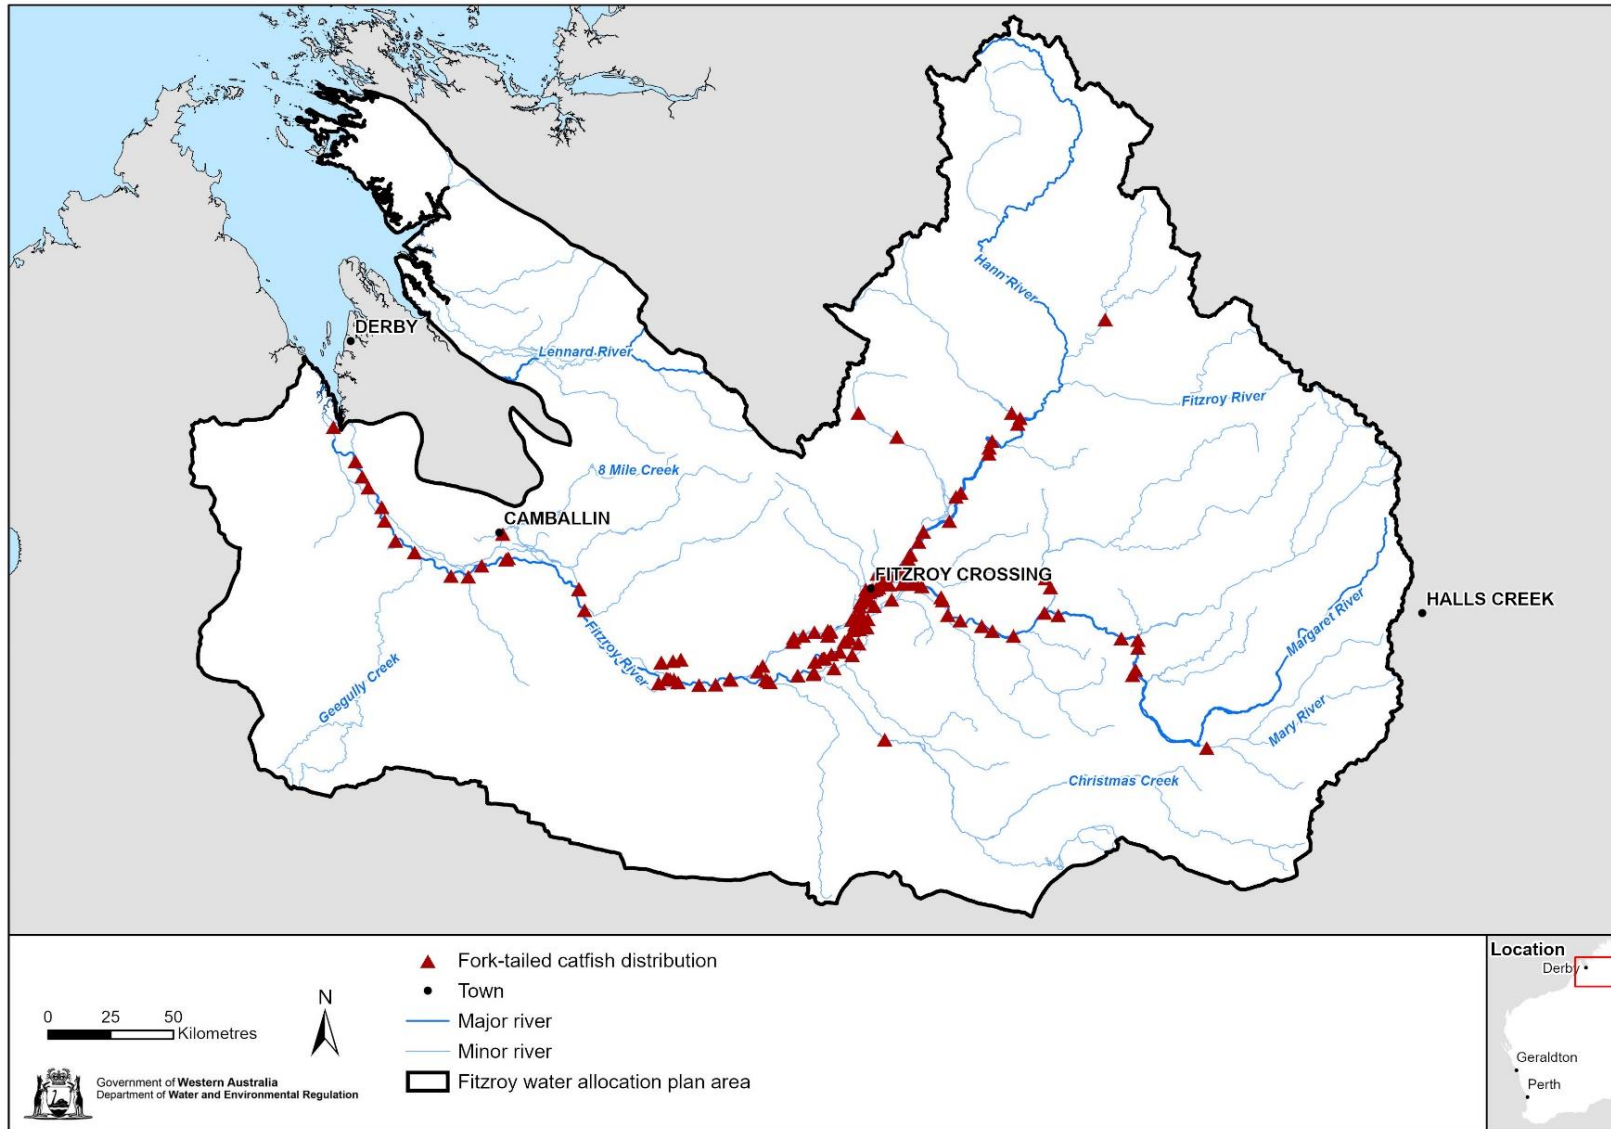 Hann River
DERBY
Lennard River
Fitzroy River
8 Mile Creek
CAMBALLIN
FITZROY CROSSING
HALLS CREEK
Fitzroy River
Margaret River
Geegully Creek
Mary River
Christmas Creek
Fork-tailed catfish distribution
Town
Major river
Minor river
Fitzroy water allocation plan area
N
0 25 50
Kilometres
Government of Western Australia
Department of Water and Environmental Regulation
Location
Derby
Geraldton
Perth